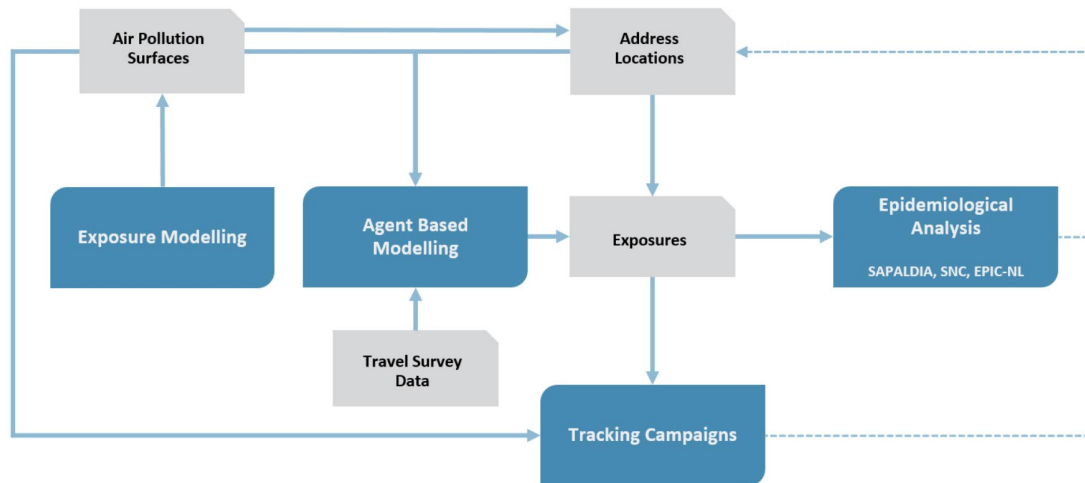 Air Pollution
Surfaces
Address
Locations
Exposure Modelling
Agent Based
Modelling
Exposures
Epidemiological
Analysis
SAPALDIA, SNC, EPIC-NL
Travel Survey
Data
Tracking Campaigns